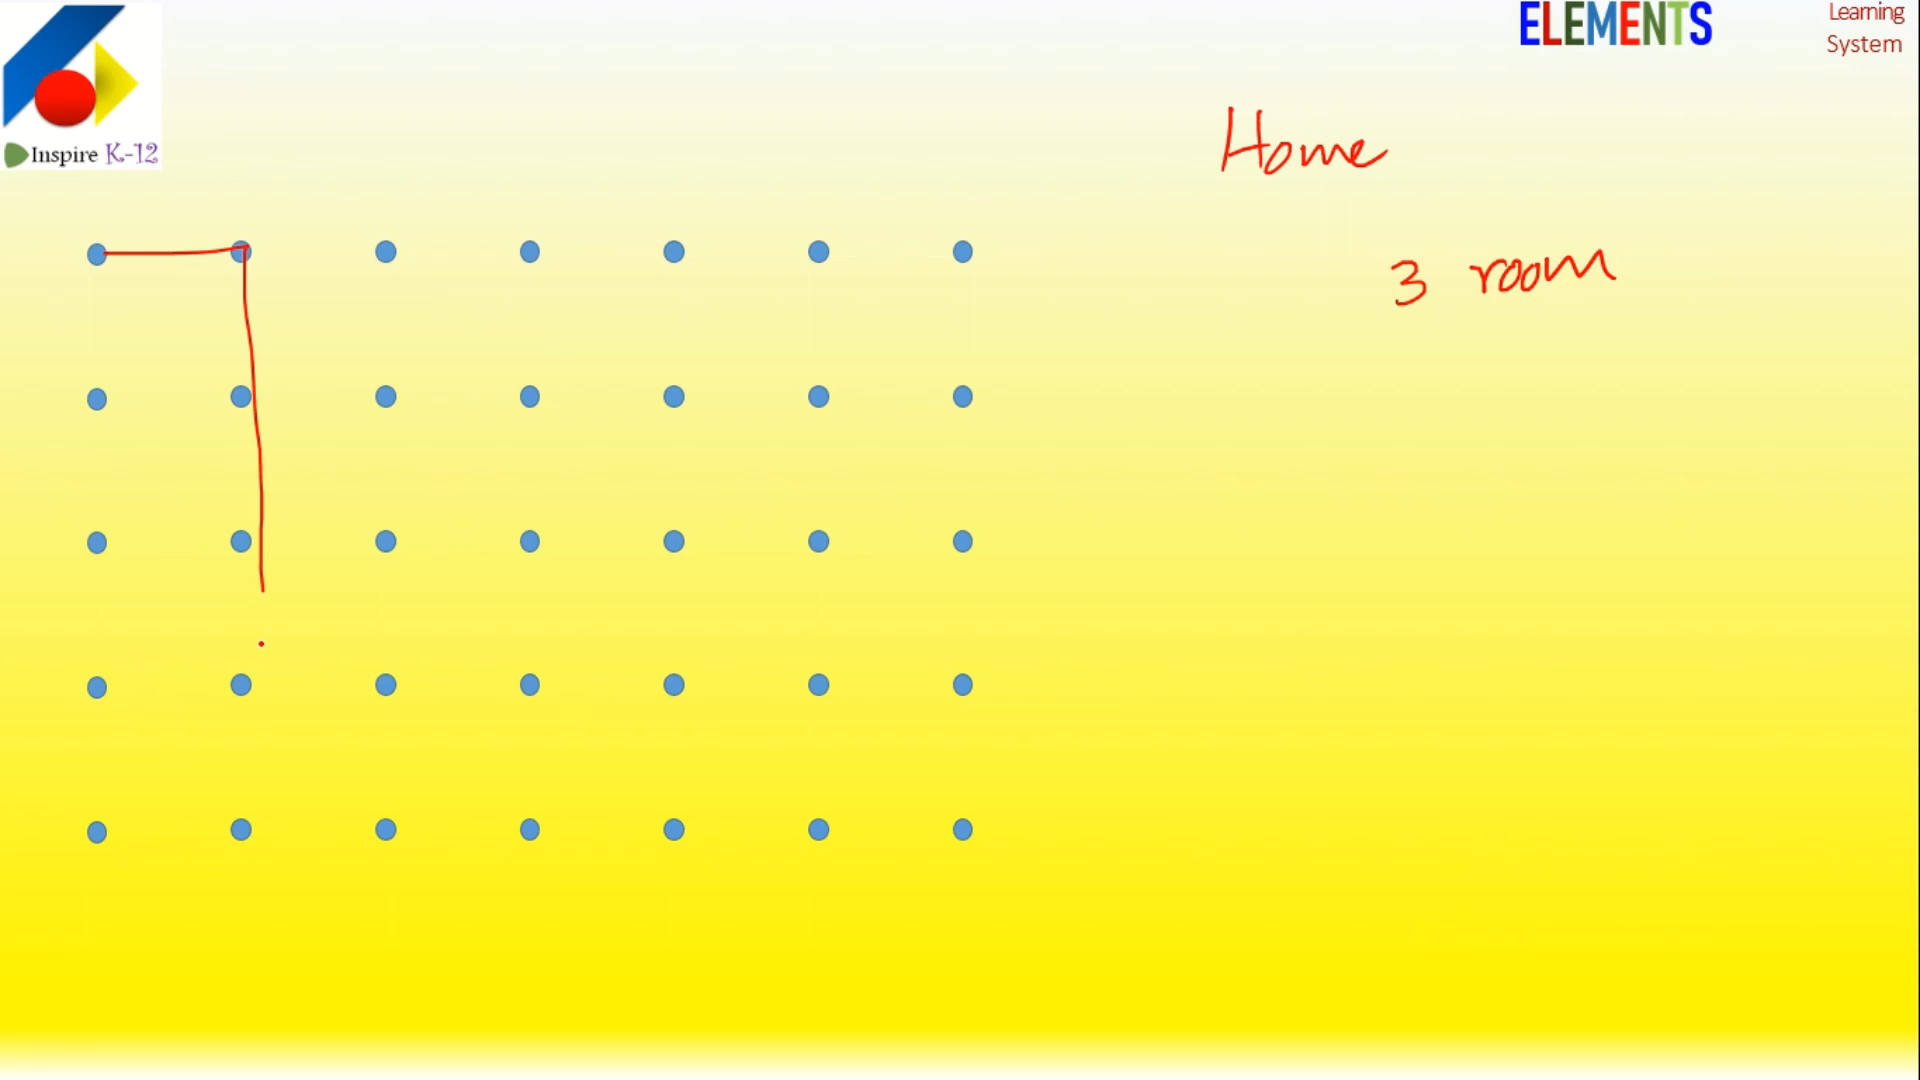 ELEMENTS
Learning
System
Inspire K-12
Home
3 room